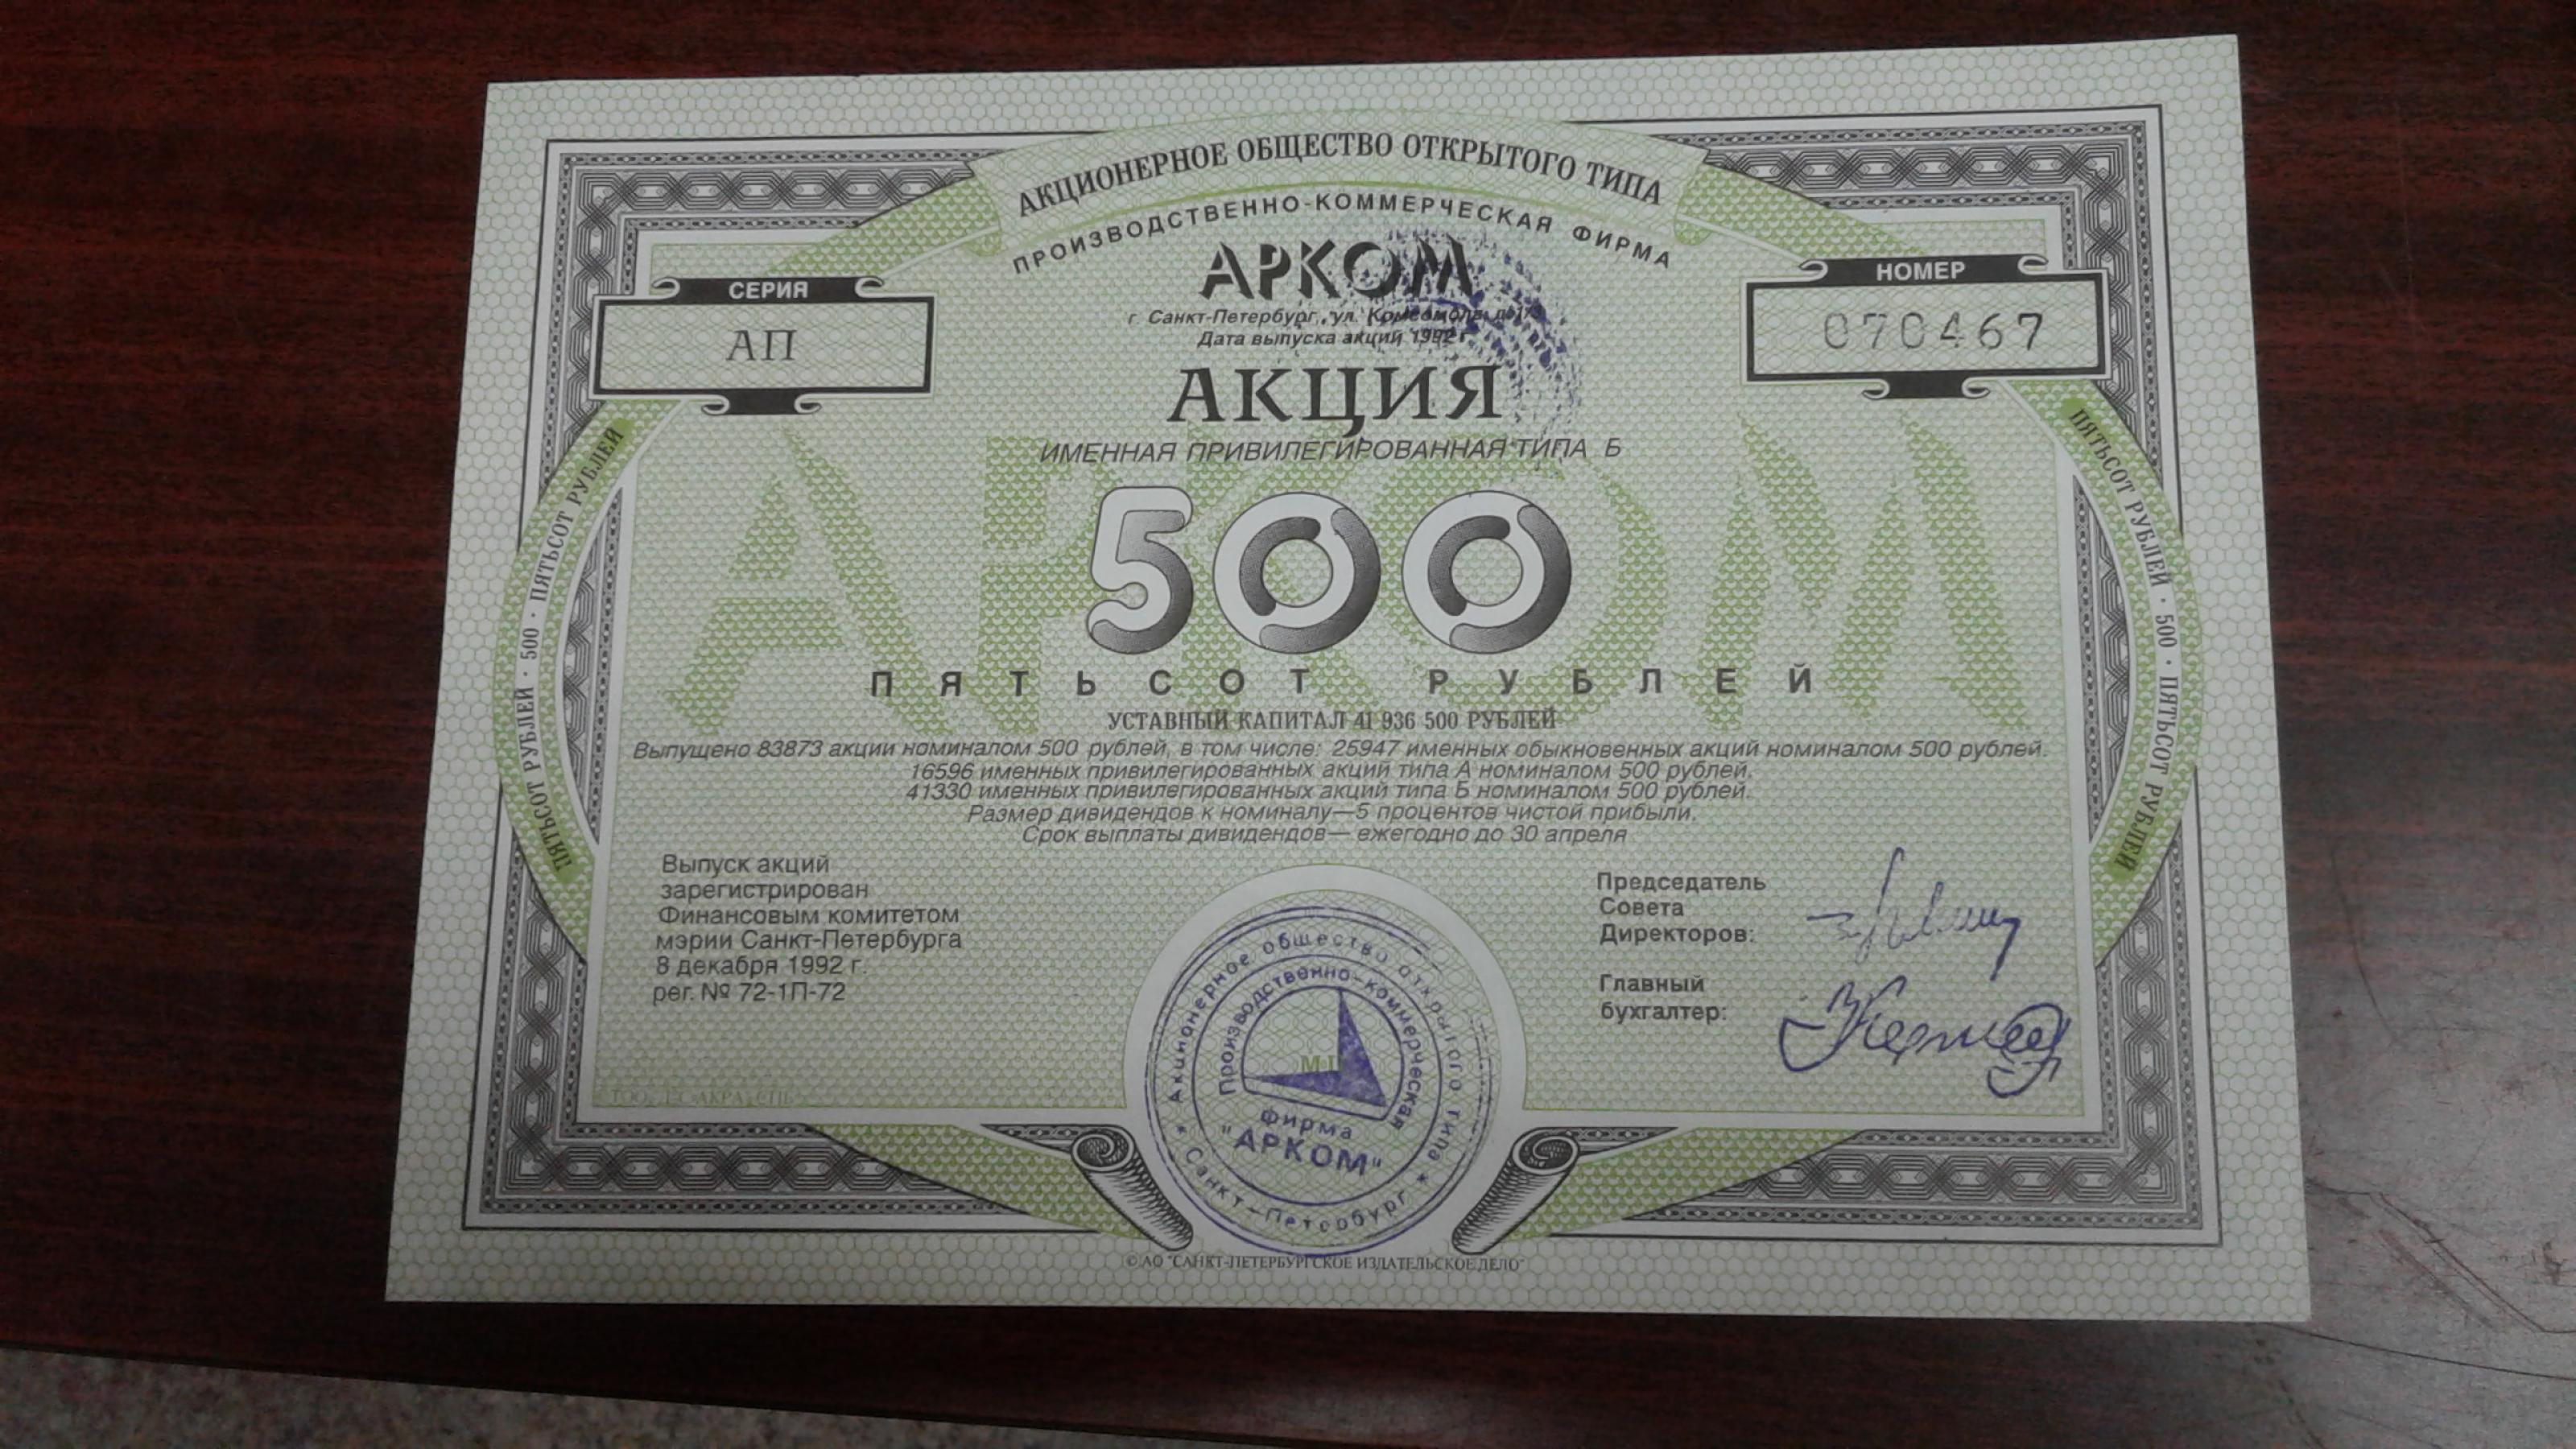 АКЦИОНЕРНОЕ ОБЩЕСТВО ОТКРЫТОГО ТИПА
ПРОИЗВОДСТВЕННО-КОММЕРЧЕСКАЯ ФИРМА
АРКОМ
г. Санкт-Петербург, ул. Комсомола, д.
Дата выпуска акций 1992 г.
СЕРИЯ
АП
НОМЕР
070467
АКЦИЯ
ИМЕННАЯ ПРИВИЛЕГИРОВАННАЯ ТИПА Б
АРКОМ
500
ПЯТЬСОТ РУБЛЕЙ
ПЯТЬСОТ РУБЛЕЙ · 500 · ПЯТЬСОТ РУБЛЕЙ
ПЯТЬСОТ РУБЛЕЙ · 500 · ПЯТЬСОТ РУБЛЕЙ
УСТАВНЫЙ КАПИТАЛ 41 936 500 РУБЛЕЙ
Выпущено 83873 акции номиналом 500 рублей, в том числе: 25947 именных обыкновенных акций номиналом 500 рублей.
16596 именных привилегированных акций типа А номиналом 500 рублей.
41330 именных привилегированных акций типа Б номиналом 500 рублей.
Размер дивидендов к номиналу—5 процентов чистой прибыли.
Срок выплаты дивидендов— ежегодно до 30 апреля
Выпуск акций
зарегистрирован
Финансовым комитетом
мэрии Санкт-Петербурга
8 декабря 1992 г.
рег. № 72-1П-72
Председатель
Совета
Директоров:
Главный
бухгалтер:
Акционерное общество открытого типа
* Санкт-Петербург *
Производственно-коммерческая
фирма
"АРКОМ"
© АО "САНКТ-ПЕТЕРБУРГСКОЕ ИЗДАТЕЛЬСКОЕ ДЕЛО"